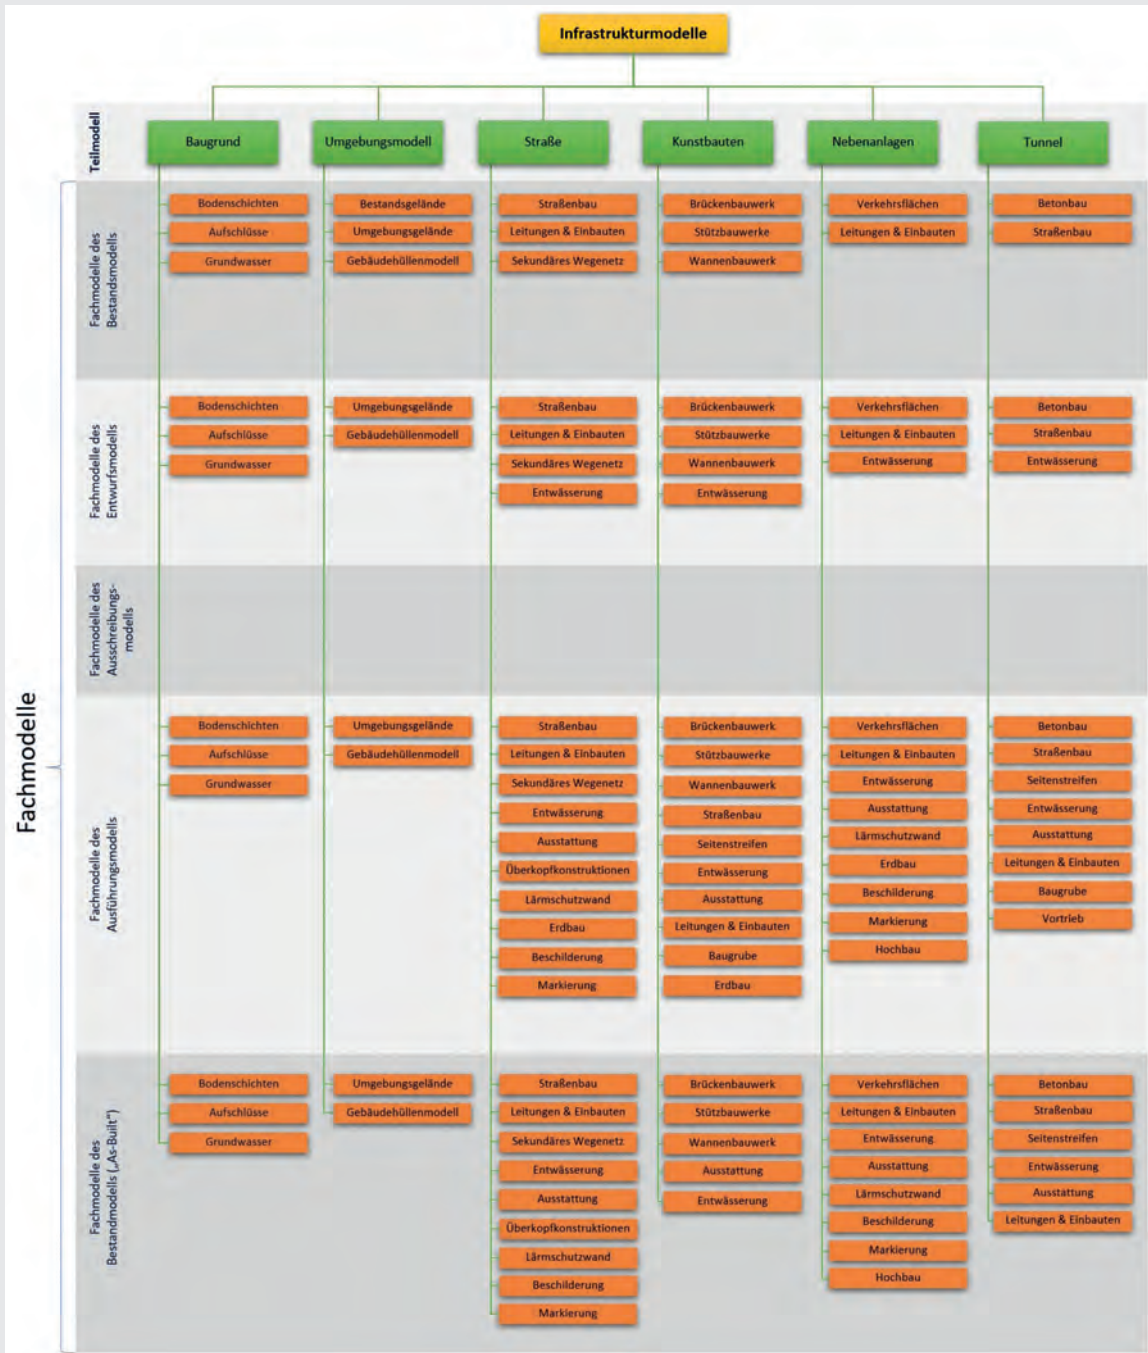 Infrastrukturmodelle
Teilmodell
Baugrund
Umgebungsmodell
Straße
Kunstbauten
Nebenanlagen
Tunnel
Fachmodelle
Fachmodelle des
Bestandsmodells
Bodenschichten
Aufschlüsse
Grundwasser
Bestandsgelände
Umgebungsgelände
Gebäudehüllenmodell
Straßenbau
Leitungen & Einbauten
Sekundäres Wegenetz
Brückenbauwerk
Stützbauwerke
Wannenbauwerk
Verkehrsflächen
Leitungen & Einbauten
Betonbau
Straßenbau
Fachmodelle des
Entwurfsmodells
Bodenschichten
Aufschlüsse
Grundwasser
Umgebungsgelände
Gebäudehüllenmodell
Straßenbau
Leitungen & Einbauten
Sekundäres Wegenetz
Entwässerung
Brückenbauwerk
Stützbauwerke
Wannenbauwerk
Entwässerung
Verkehrsflächen
Leitungen & Einbauten
Entwässerung
Betonbau
Straßenbau
Entwässerung
Fachmodelle des
Ausschreibungs-
modells
Fachmodelle des
Ausführungsmodells
Bodenschichten
Aufschlüsse
Grundwasser
Umgebungsgelände
Gebäudehüllenmodell
Straßenbau
Leitungen & Einbauten
Sekundäres Wegenetz
Entwässerung
Ausstattung
Überkopfkonstruktionen
Lärmschutzwand
Erdbau
Beschilderung
Markierung
Brückenbauwerk
Stützbauwerke
Wannenbauwerk
Straßenbau
Seitenstreifen
Entwässerung
Ausstattung
Leitungen & Einbauten
Baugrube
Erdbau
Verkehrsflächen
Leitungen & Einbauten
Entwässerung
Ausstattung
Lärmschutzwand
Erdbau
Beschilderung
Markierung
Hochbau
Betonbau
Straßenbau
Seitenstreifen
Entwässerung
Ausstattung
Leitungen & Einbauten
Baugrube
Vortrieb
Fachmodelle des
Bestandmodells („As-Built“)
Bodenschichten
Aufschlüsse
Grundwasser
Umgebungsgelände
Gebäudehüllenmodell
Straßenbau
Leitungen & Einbauten
Sekundäres Wegenetz
Entwässerung
Ausstattung
Überkopfkonstruktionen
Lärmschutzwand
Beschilderung
Markierung
Brückenbauwerk
Stützbauwerke
Wannenbauwerk
Ausstattung
Entwässerung
Verkehrsflächen
Leitungen & Einbauten
Entwässerung
Ausstattung
Lärmschutzwand
Beschilderung
Markierung
Hochbau
Betonbau
Straßenbau
Seitenstreifen
Entwässerung
Ausstattung
Leitungen & Einbauten